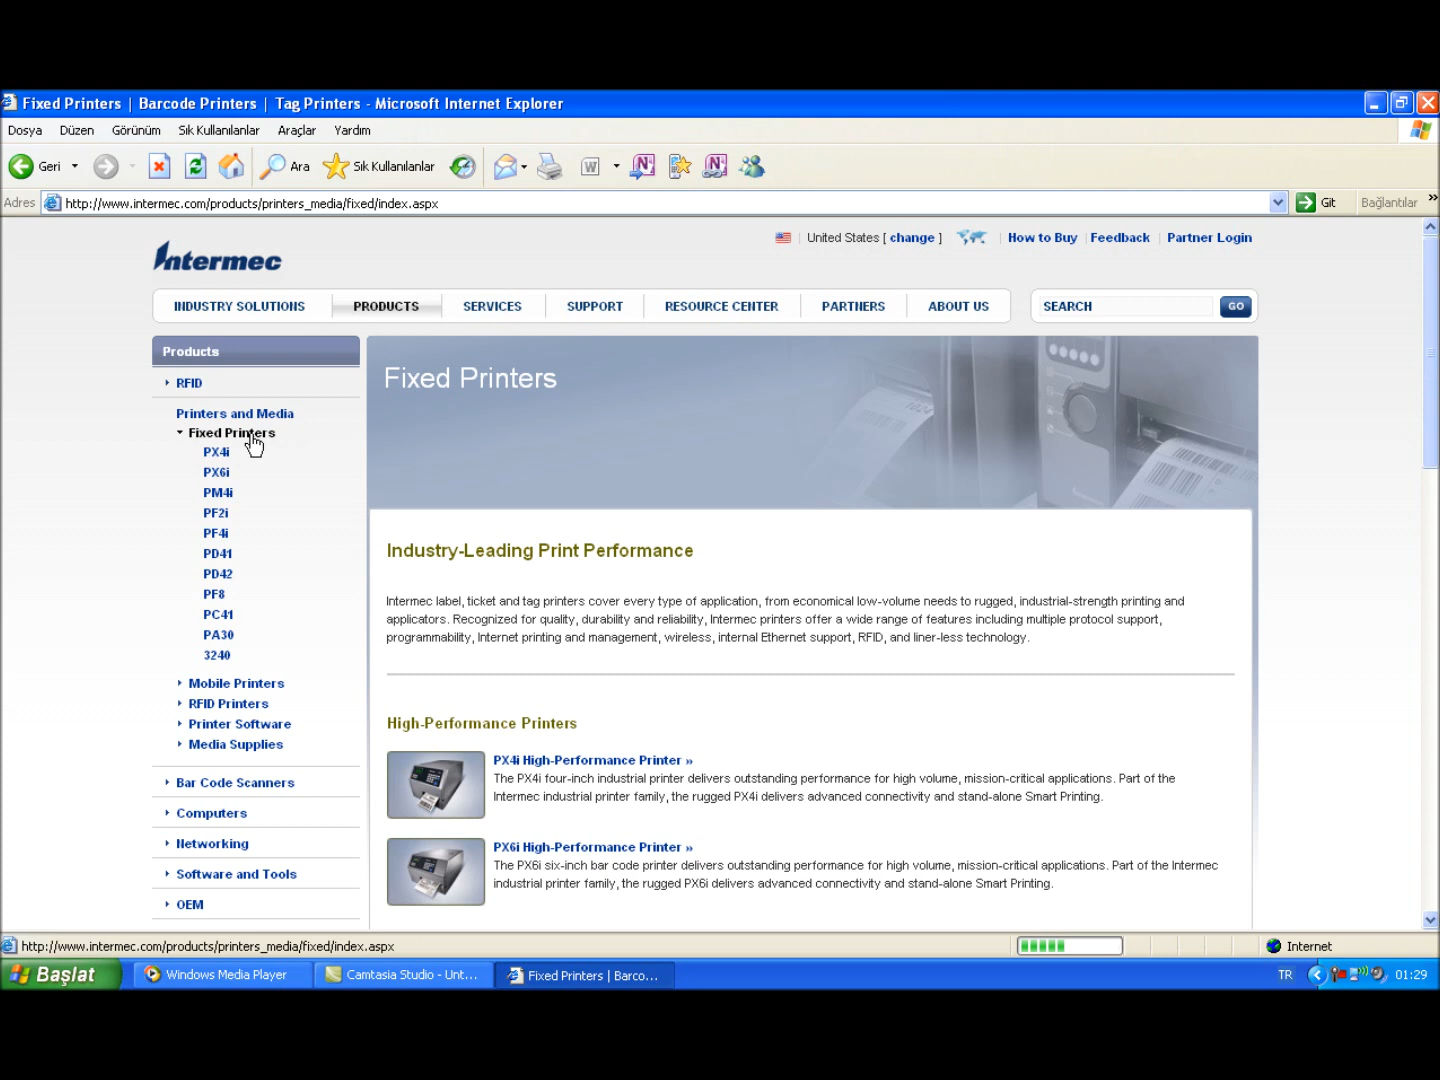 Fixed Printers | Barcode Printers | Tag Printers - Microsoft Internet Explorer
Dosya Düzen Görünüm Sık Kullanılanlar Araçlar Yardım
Geri Ara Sık Kullanılanlar
Adres http://www.intermec.com/products/printers_media/fixed/index.aspx Git Bağlantılar »
United States [ change ] | How to Buy | Feedback | Partner Login
Intermec
INDUSTRY SOLUTIONS PRODUCTS SERVICES SUPPORT RESOURCE CENTER PARTNERS ABOUT US SEARCH GO
Products
RFID
Printers and Media
Fixed Printers
PX4i
PX6i
PM4i
PF2i
PF4i
PD41
PD42
PF8
PC41
PA30
3240
Mobile Printers
RFID Printers
Printer Software
Media Supplies
Bar Code Scanners
Computers
Networking
Software and Tools
OEM
Fixed Printers
Industry-Leading Print Performance
Intermec label, ticket and tag printers cover every type of application, from economical low-volume needs to rugged, industrial-strength printing and
applicators. Recognized for quality, durability and reliability, Intermec printers offer a wide range of features including multiple protocol support,
programmability, Internet printing and management, wireless, internal Ethernet support, RFID, and liner-less technology.
High-Performance Printers
PX4i High-Performance Printer »
The PX4i four-inch industrial printer delivers outstanding performance for high volume, mission-critical applications. Part of the
Intermec industrial printer family, the rugged PX4i delivers advanced connectivity and stand-alone Smart Printing.
PX6i High-Performance Printer »
The PX6i six-inch bar code printer delivers outstanding performance for high volume, mission-critical applications. Part of the Intermec
industrial printer family, the rugged PX6i delivers advanced connectivity and stand-alone Smart Printing.
http://www.intermec.com/products/printers_media/fixed/index.aspx Internet
Başlat Windows Media Player Camtasia Studio - Unt... Fixed Printers | Barco... TR 01:29